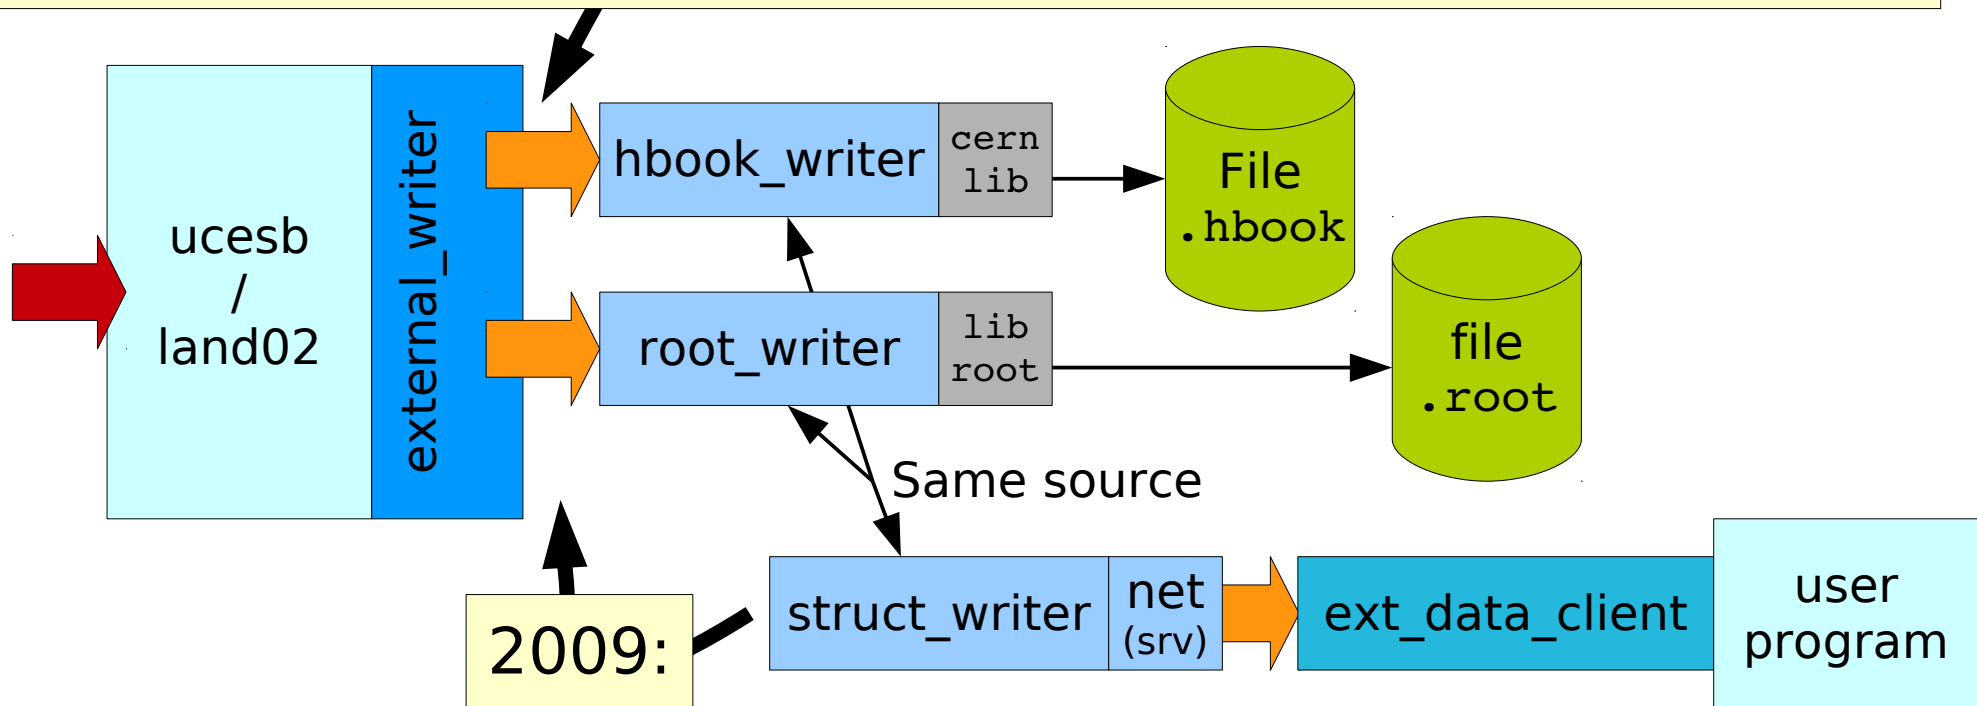 ucesb
/
land02
external_writer
hbook_writer
cern
lib
File
.hbook
root_writer
lib
root
file
.root
Same source
2009:
struct_writer
net
(srv)
ext_data_client
user
program